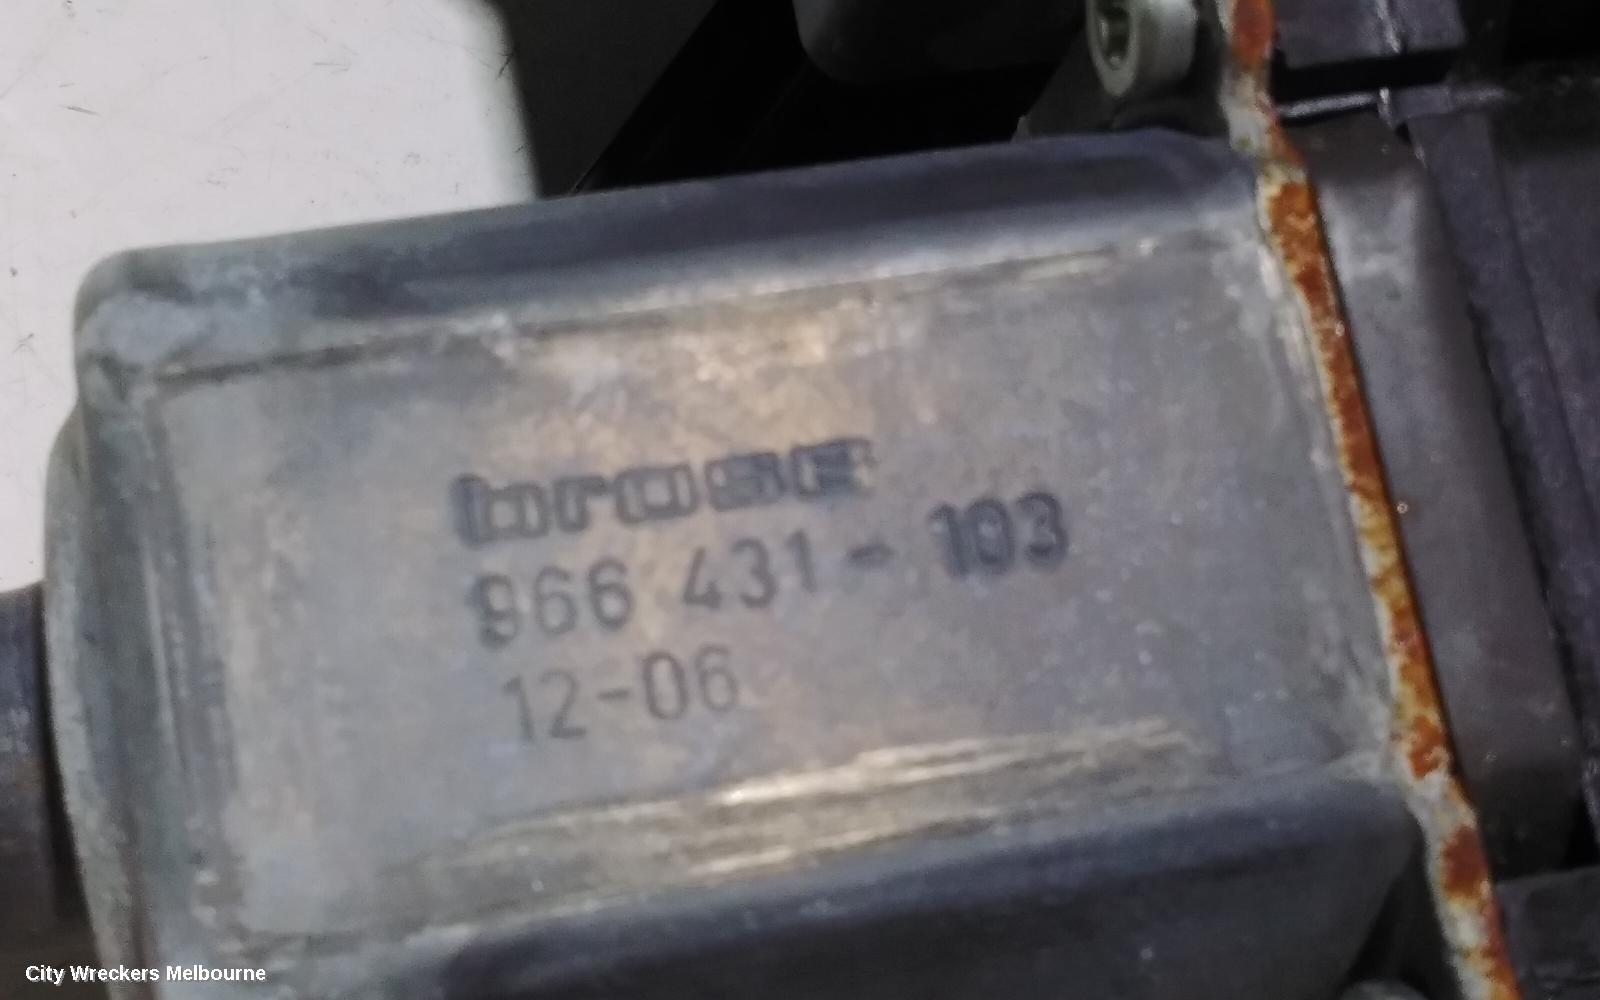 brose
966 431 - 103
12-06
City Wreckers Melbourne